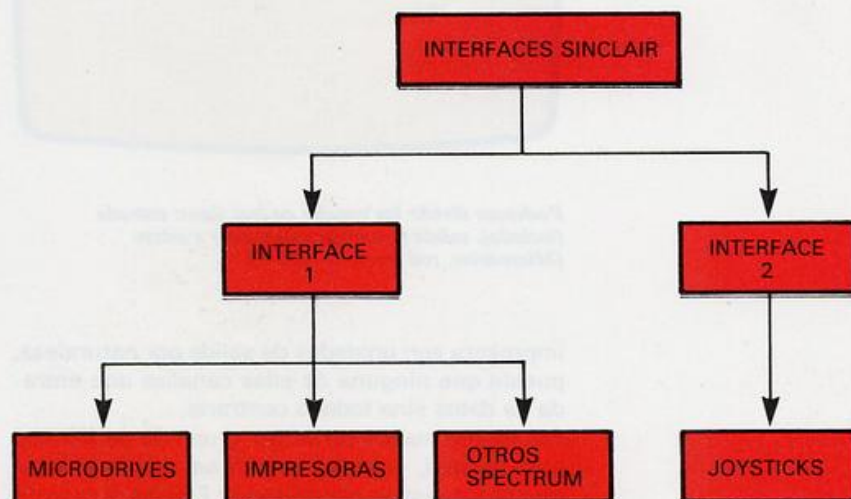 INTERFACES SINCLAIR
INTERFACE
1
INTERFACE
2
MICRODRIVES
IMPRESORAS
OTROS
SPECTRUM
JOYSTICKS